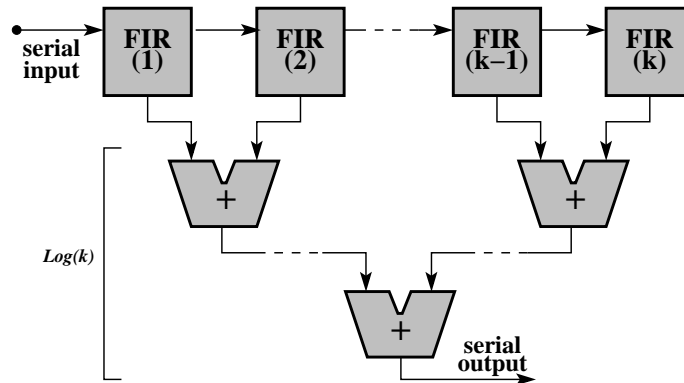 FIR
(1)
FIR
(2)
FIR
(k−1)
FIR
(k)
serial
input
+
+
Log(k)
+
serial
output